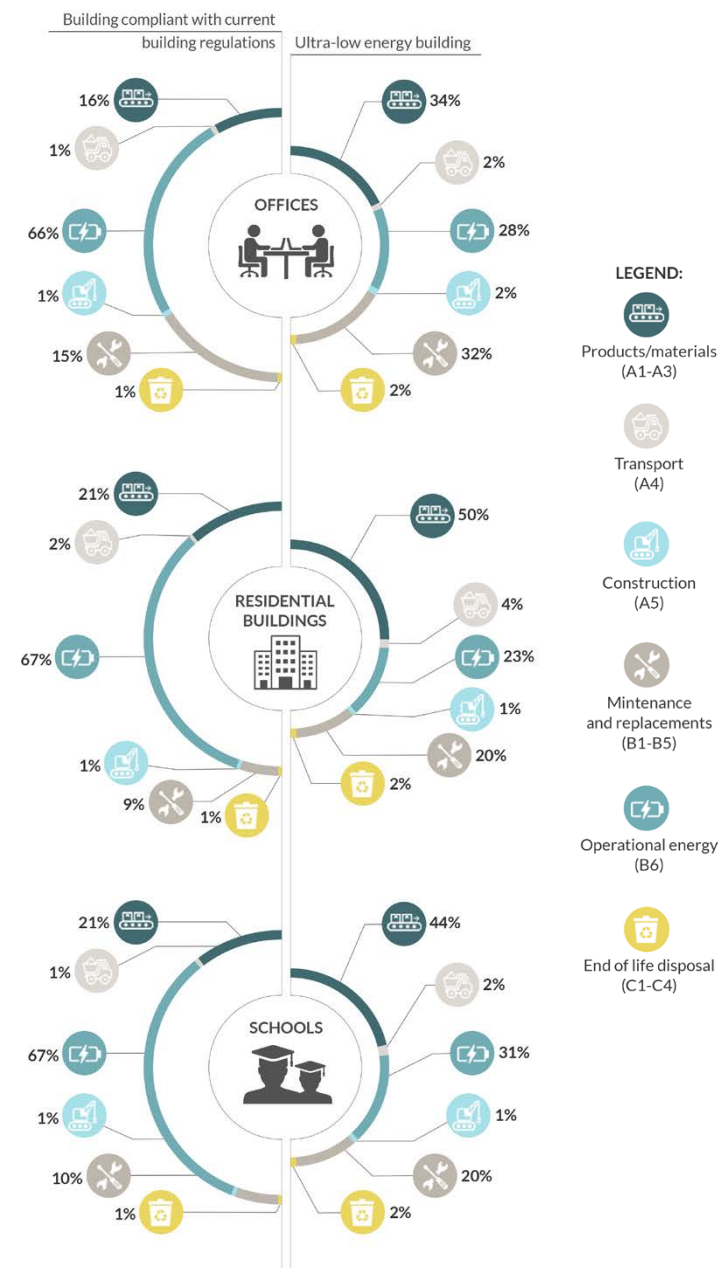 Building compliant with current
building regulations
Ultra-low energy building
16%
34%
1%
2%
OFFICES
66%
28%
1%
2%
15%
32%
1%
2%
21%
50%
2%
4%
RESIDENTIAL
BUILDINGS
67%
23%
1%
1%
9%
20%
1%
2%
21%
44%
1%
2%
SCHOOLS
67%
31%
1%
1%
10%
20%
1%
2%
LEGEND:
Products/materials
(A1-A3)
Transport
(A4)
Construction
(A5)
Mintenance
and replacements
(B1-B5)
Operational energy
(B6)
End of life disposal
(C1-C4)